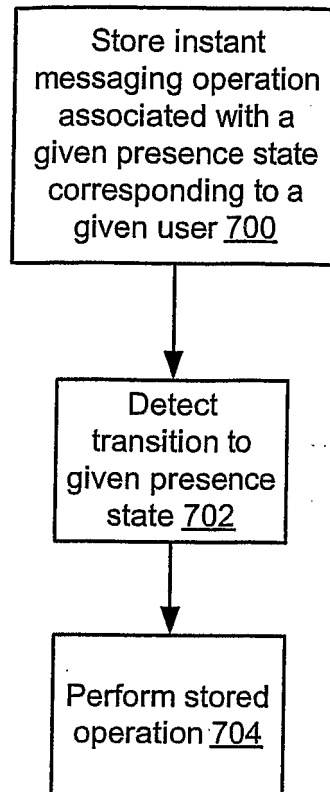 Store instant
messaging operation
associated with a
given presence state
corresponding to a
given user 700
Detect
transition to
given presence
state 702
Perform stored
operation 704